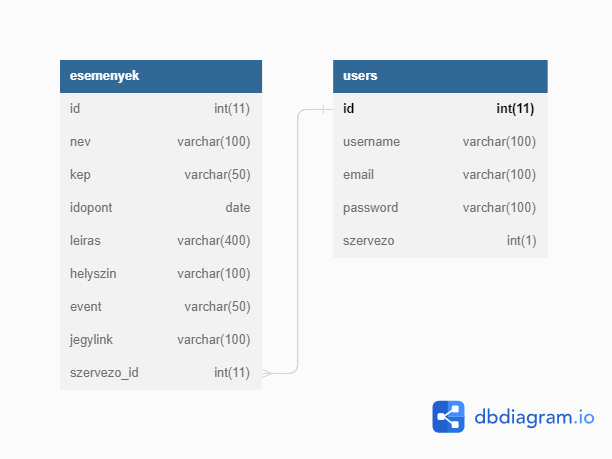 esemenyek
id int(11)
nev varchar(100)
kep varchar(50)
idopont date
leiras varchar(400)
helyszin varchar(100)
event varchar(50)
jegylink varchar(100)
szervezo_id int(11)
users
id int(11)
username varchar(100)
email varchar(100)
password varchar(100)
szervezo int(1)
dbdiagram.io